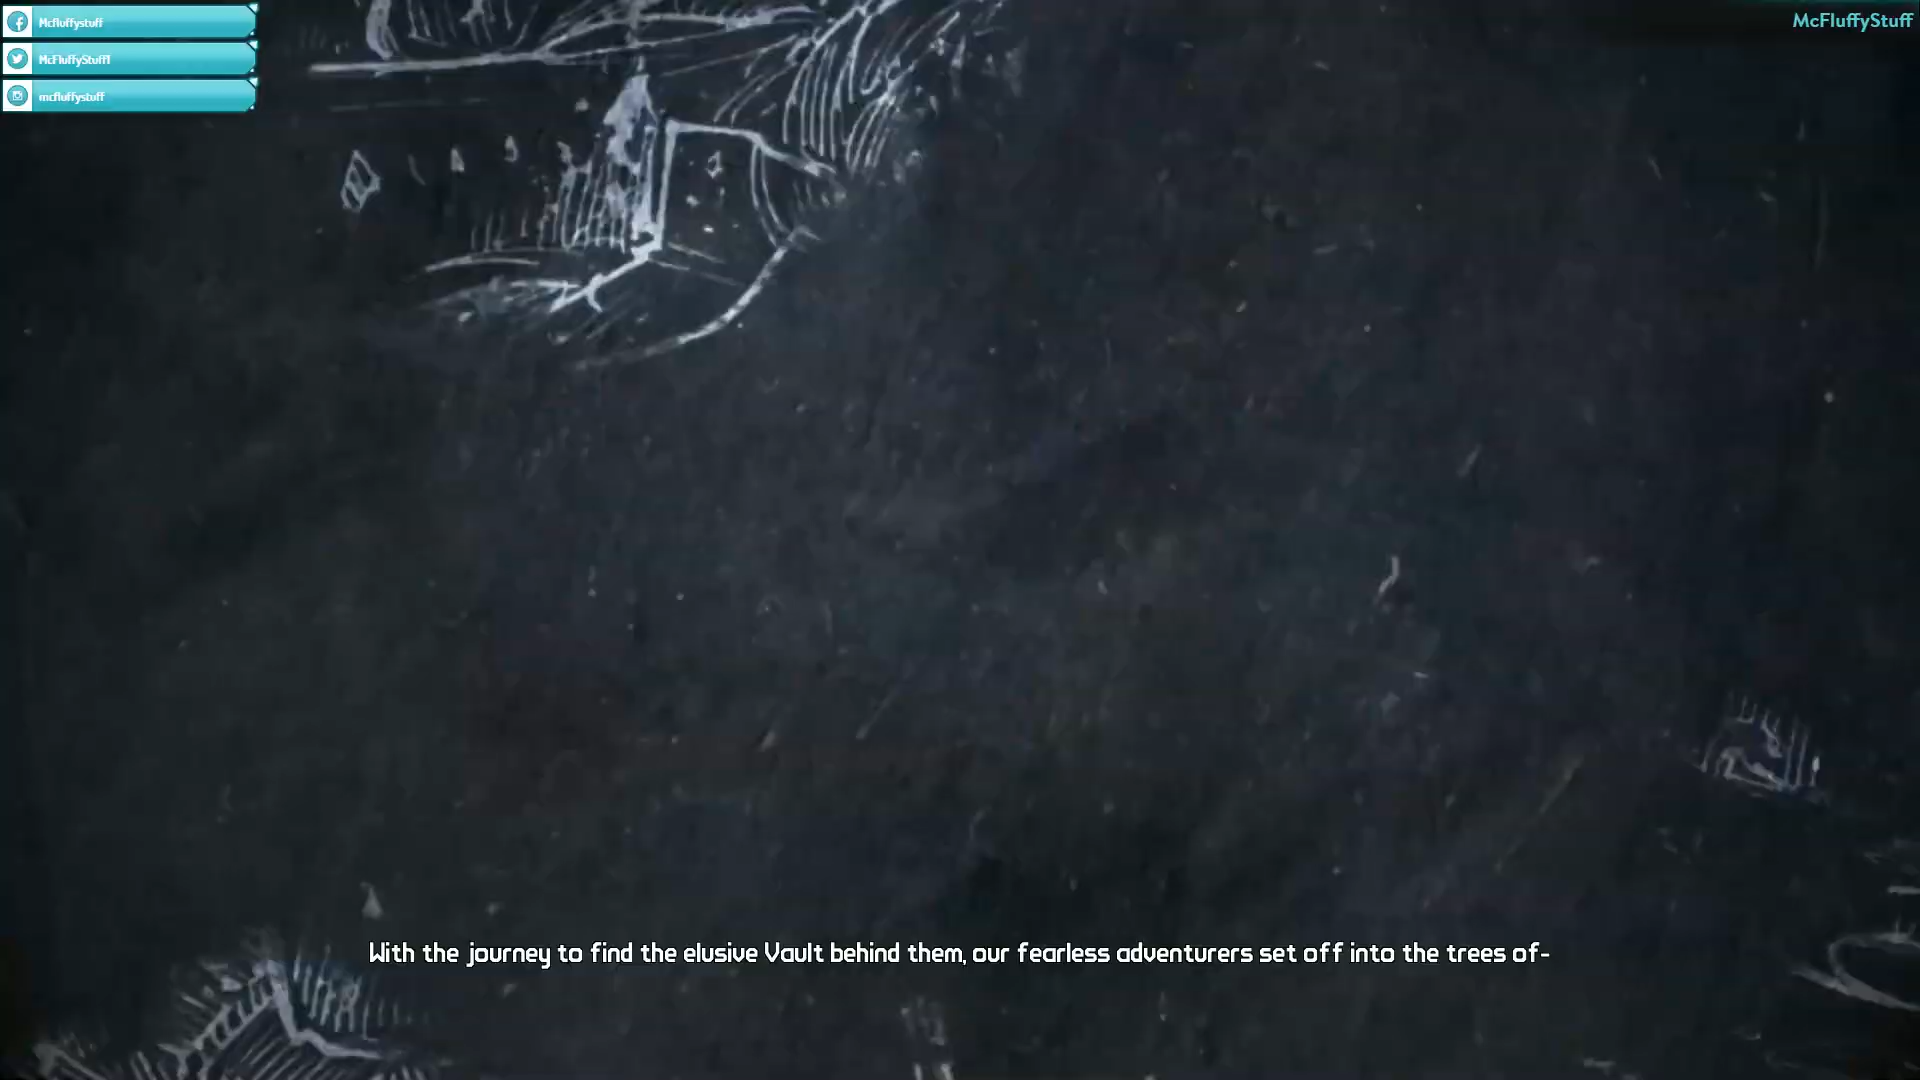 Mcfluffystuff
McFluffyStuff1
mcfluffystuff
McFluffyStuff
With the journey to find the elusive Vault behind them, our fearless adventurers set off into the trees of-